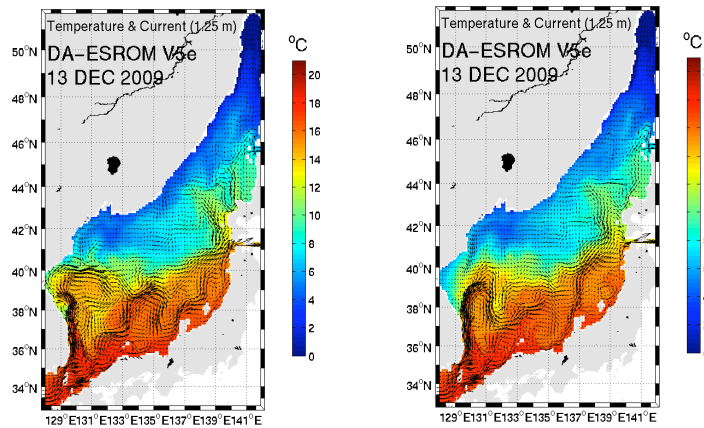 Temperature & Current (1.25 m)
DA-ESROM V5e
13 DEC 2009
50°N
48°N
46°N
44°N
42°N
40°N
38°N
36°N
34°N
129°E131°E133°E135°E137°E139°E141°E
°C
20
18
16
14
12
10
8
6
4
2
0
Temperature & Current (1.25 m)
DA-ESROM V5e
13 DEC 2009
50°N
48°N
46°N
44°N
42°N
40°N
38°N
36°N
34°N
129°E131°E133°E135°E137°E139°E141°E
°C